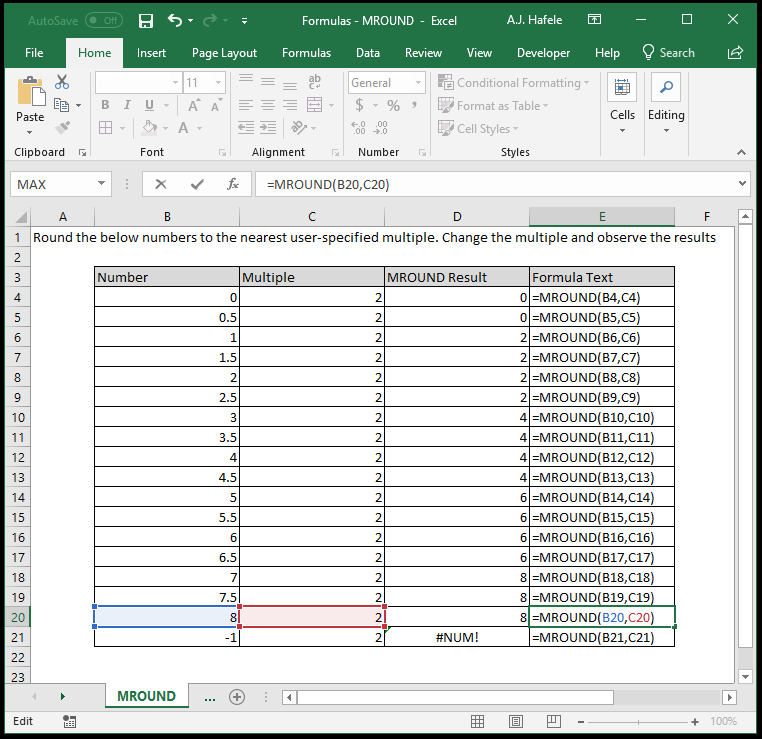 AutoSave Off Formulas - MROUND - Excel A.J. Hafele
File Home Insert Page Layout Formulas Data Review View Developer Help Search
Paste
11
B I U A A
A
ab
c
General
$ % ,
.00
.00
Conditional Formatting
Format as Table
Cell Styles
Cells
Editing
Clipboard Font Alignment Number Styles
MAX fx =MROUND(B20,C20)
A B C D E F
1 Round the below numbers to the nearest user-specified multiple. Change the multiple and observe the results
2
3 Number Multiple MROUND Result Formula Text
4 0 2 0 =MROUND(B4,C4)
5 0.5 2 0 =MROUND(B5,C5)
6 1 2 2 =MROUND(B6,C6)
7 1.5 2 2 =MROUND(B7,C7)
8 2 2 2 =MROUND(B8,C8)
9 2.5 2 2 =MROUND(B9,C9)
10 3 2 4 =MROUND(B10,C10)
11 3.5 2 4 =MROUND(B11,C11)
12 4 2 4 =MROUND(B12,C12)
13 4.5 2 4 =MROUND(B13,C13)
14 5 2 6 =MROUND(B14,C14)
15 5.5 2 6 =MROUND(B15,C15)
16 6 2 6 =MROUND(B16,C16)
17 6.5 2 6 =MROUND(B17,C17)
18 7 2 8 =MROUND(B18,C18)
19 7.5 2 8 =MROUND(B19,C19)
20 8 2 8 =MROUND(B20,C20)
21 -1 2 #NUM! =MROUND(B21,C21)
22
23
MROUND ...
Edit 100%